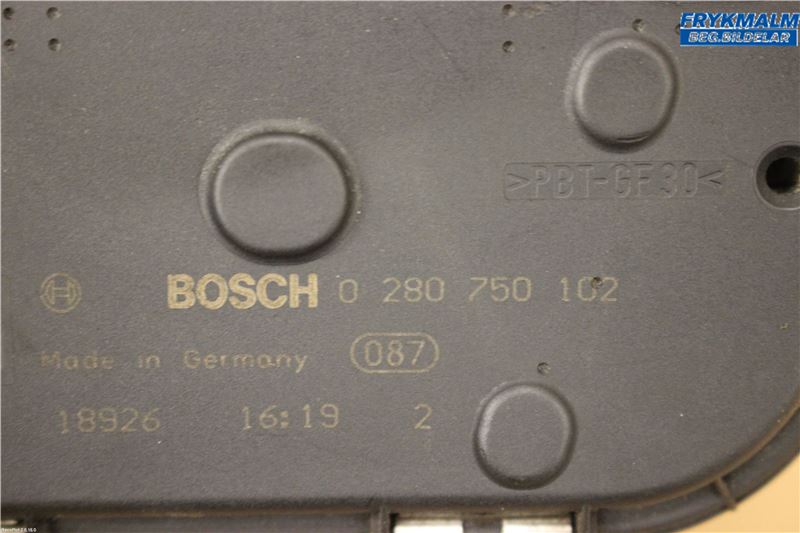 FRYKMALM
BEG.BILDELAR
>PBT-GF30<
BOSCH 0 280 750 102
Made in Germany 087
18926 16:19 2